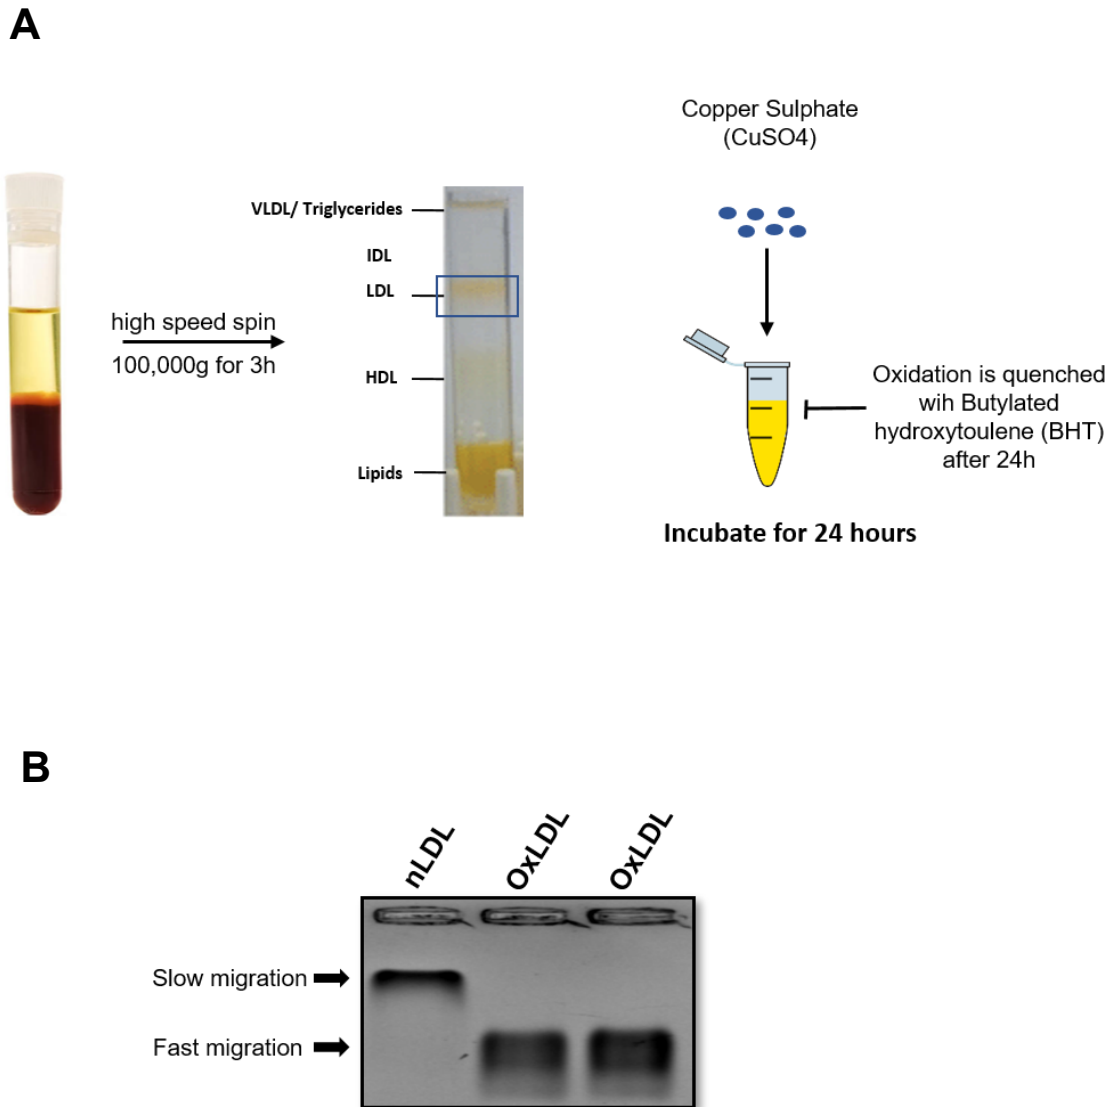 A
Copper Sulphate
(CuSO4)
VLDL/ Triglycerides
IDL
LDL
high speed spin
100,000g for 3h
HDL
Oxidation is quenched
wih Butylated
hydroxytoulene (BHT)
after 24h
Lipids
Incubate for 24 hours
B
nLDL
OxLDL
OxLDL
Slow migration
Fast migration